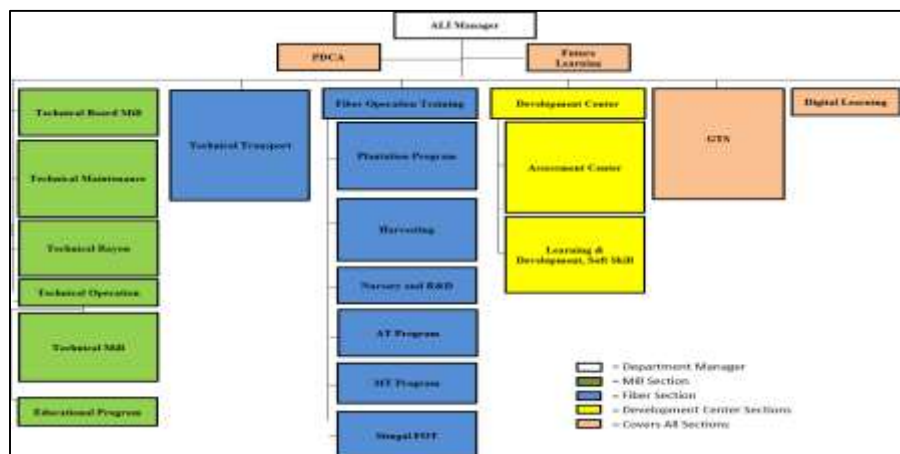 ALI Manager
PDCA
Future
Learning
Technical Board Mill
Technical Transport
Fiber Operation Training
Development Center
GTS
Digital Learning
Technical Maintenance
Plantation Program
Assessment Center
Technical Rayon
Harvesting
Learning &
Development, Soft Skill
Technical Operation
Nursery and R&D
Technical Mill
AT Program
MT Program
Educational Program
FOT
= Department Manager
= Mill Section
= Fiber Section
= Development Center Sections
= Covers All Sections